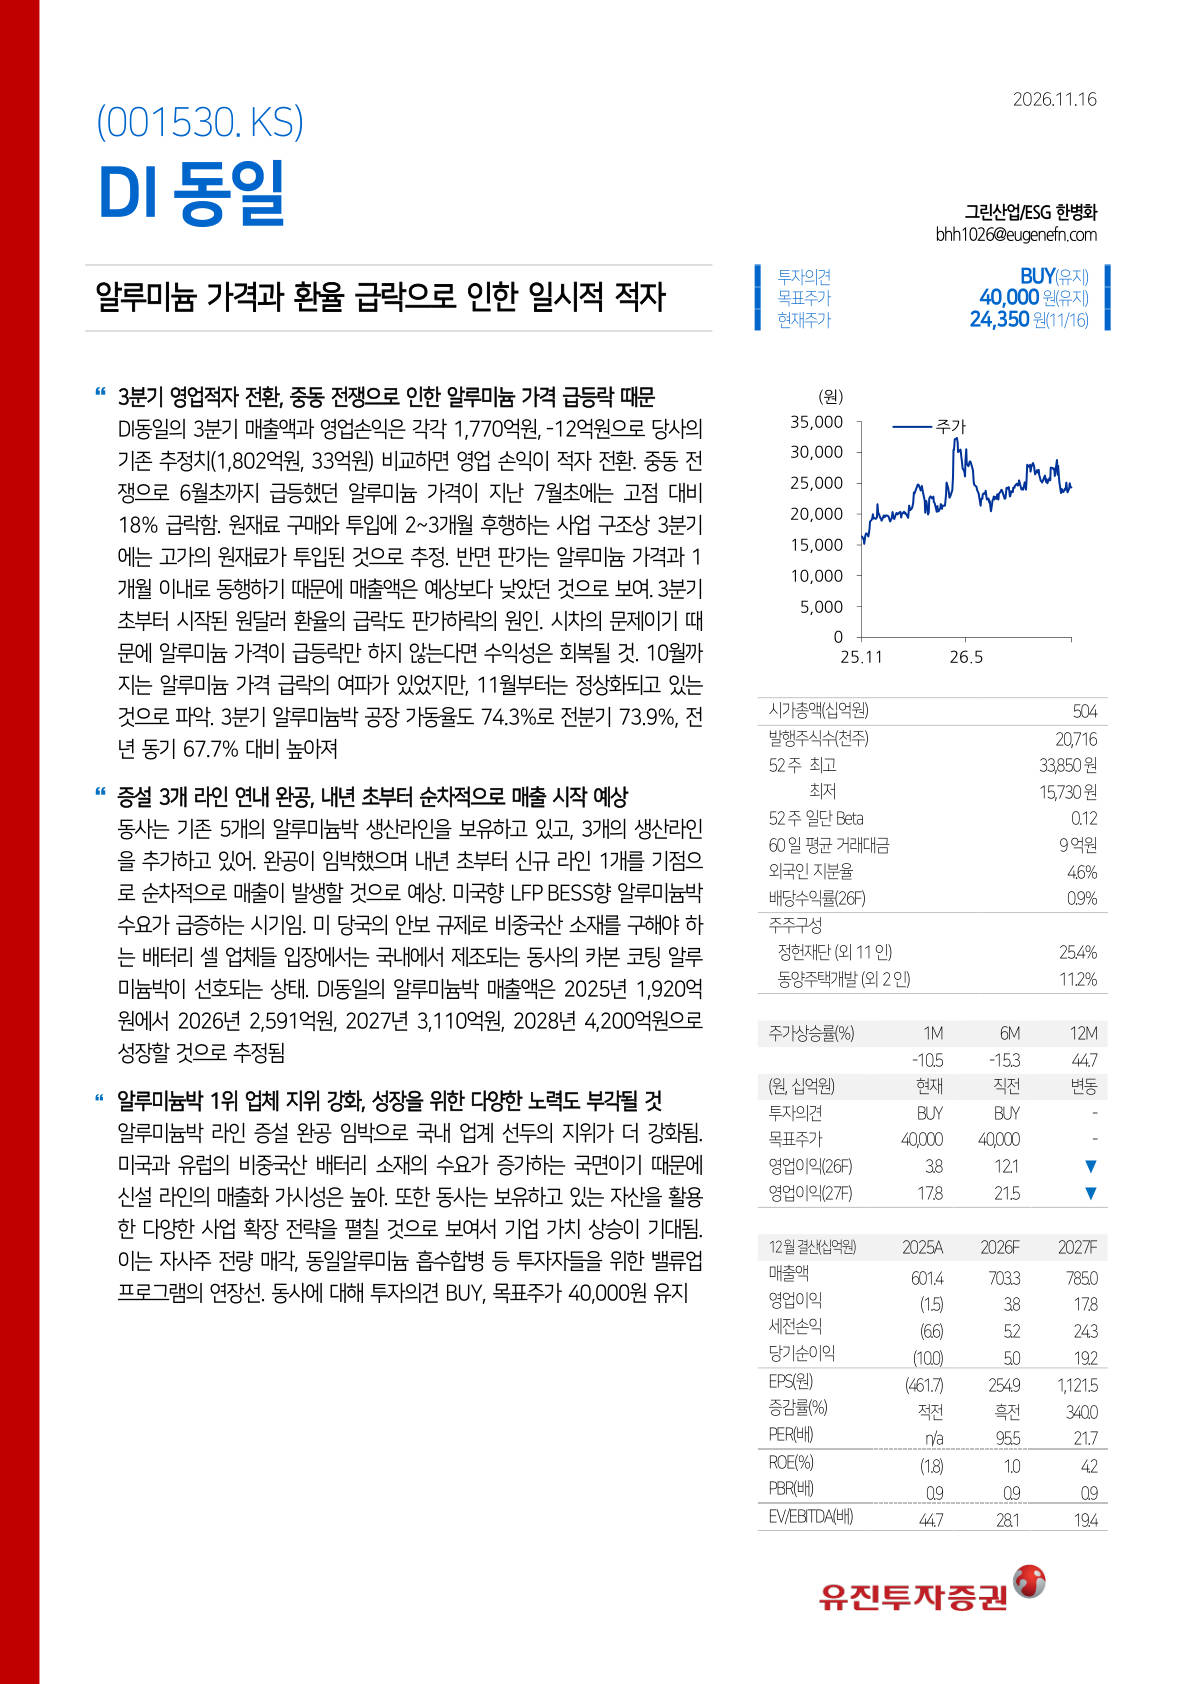 2026.11.16
(001530. KS)
DI 동일
그린산업/ESG 한병화
bhh1026@eugenefn.com
알루미늄 가격과 환율 급락으로 인한 일시적 적자
투자의견 BUY(유지)
목표주가 40,000 원(유지)
현재주가 24,350 원(11/16)
“ 3분기 영업적자 전환, 중동 전쟁으로 인한 알루미늄 가격 급등락 때문
DI동일의 3분기 매출액과 영업손익은 각각 1,770억원, -12억원으로 당사의
기존 추정치(1,802억원, 33억원) 비교하면 영업 손익이 적자 전환. 중동 전
쟁으로 6월초까지 급등했던 알루미늄 가격이 지난 7월초에는 고점 대비
18% 급락함. 원재료 구매와 투입에 2~3개월 후행하는 사업 구조상 3분기
에는 고가의 원재료가 투입된 것으로 추정. 반면 판가는 알루미늄 가격과 1
개월 이내로 동행하기 때문에 매출액은 예상보다 낮았던 것으로 보여. 3분기
초부터 시작된 원달러 환율의 급락도 판가하락의 원인. 시차의 문제이기 때
문에 알루미늄 가격이 급등락만 하지 않는다면 수익성은 회복될 것. 10월까
지는 알루미늄 가격 급락의 여파가 있었지만, 11월부터는 정상화되고 있는
것으로 파악. 3분기 알루미늄박 공장 가동율도 74.3%로 전분기 73.9%, 전
년 동기 67.7% 대비 높아져
“ 증설 3개 라인 연내 완공, 내년 초부터 순차적으로 매출 시작 예상
동사는 기존 5개의 알루미늄박 생산라인을 보유하고 있고, 3개의 생산라인
을 추가하고 있어. 완공이 임박했으며 내년 초부터 신규 라인 1개를 기점으
로 순차적으로 매출이 발생할 것으로 예상. 미국향 LFP BESS향 알루미늄박
수요가 급증하는 시기임. 미 당국의 안보 규제로 비중국산 소재를 구해야 하
는 배터리 셀 업체들 입장에서는 국내에서 제조되는 동사의 카본 코팅 알루
미늄박이 선호되는 상태. DI동일의 알루미늄박 매출액은 2025년 1,920억
원에서 2026년 2,591억원, 2027년 3,110억원, 2028년 4,200억원으로
성장할 것으로 추정됨
“ 알루미늄박 1위 업체 지위 강화, 성장을 위한 다양한 노력도 부각될 것
알루미늄박 라인 증설 완공 임박으로 국내 업계 선두의 지위가 더 강화됨.
미국과 유럽의 비중국산 배터리 소재의 수요가 증가하는 국면이기 때문에
신설 라인의 매출화 가시성은 높아. 또한 동사는 보유하고 있는 자산을 활용
한 다양한 사업 확장 전략을 펼칠 것으로 보여서 기업 가치 상승이 기대됨.
이는 자사주 전량 매각, 동일알루미늄 흡수합병 등 투자자들을 위한 밸류업
프로그램의 연장선. 동사에 대해 투자의견 BUY, 목표주가 40,000원 유지
(원)
주가
35,000
30,000
25,000
20,000
15,000
10,000
5,000
0
25.11 26.5
시가총액(십억원) 504
발행주식수(천주) 20,716
52 주 최고 33,850 원
최저 15,730 원
52 주 일단 Beta 0.12
60 일 평균 거래대금 9 억원
외국인 지분율 4.6%
배당수익률(26F) 0.9%
주주구성
정헌재단 (외 11 인) 25.4%
동양주택개발 (외 2 인) 11.2%
주가상승률(%) 1M 6M 12M
-10.5 -15.3 44.7
(원, 십억원) 현재 직전 변동
투자의견 BUY BUY -
목표주가 40,000 40,000 -
영업이익(26F) 3.8 12.1 ▼
영업이익(27F) 17.8 21.5 ▼
12 월 결산(십억원) 2025A 2026F 2027F
매출액 601.4 703.3 785.0
영업이익 (1.5) 3.8 17.8
세전손익 (6.6) 5.2 24.3
당기순이익 (10.0) 5.0 19.2
EPS(원) (461.7) 254.9 1,121.5
증감률(%) 적전 흑전 340.0
PER(배) n/a 95.5 21.7
ROE(%) (1.8) 1.0 4.2
PBR(배) 0.9 0.9 0.9
EV/EBITDA(배) 44.7 28.1 19.4
유진투자증권